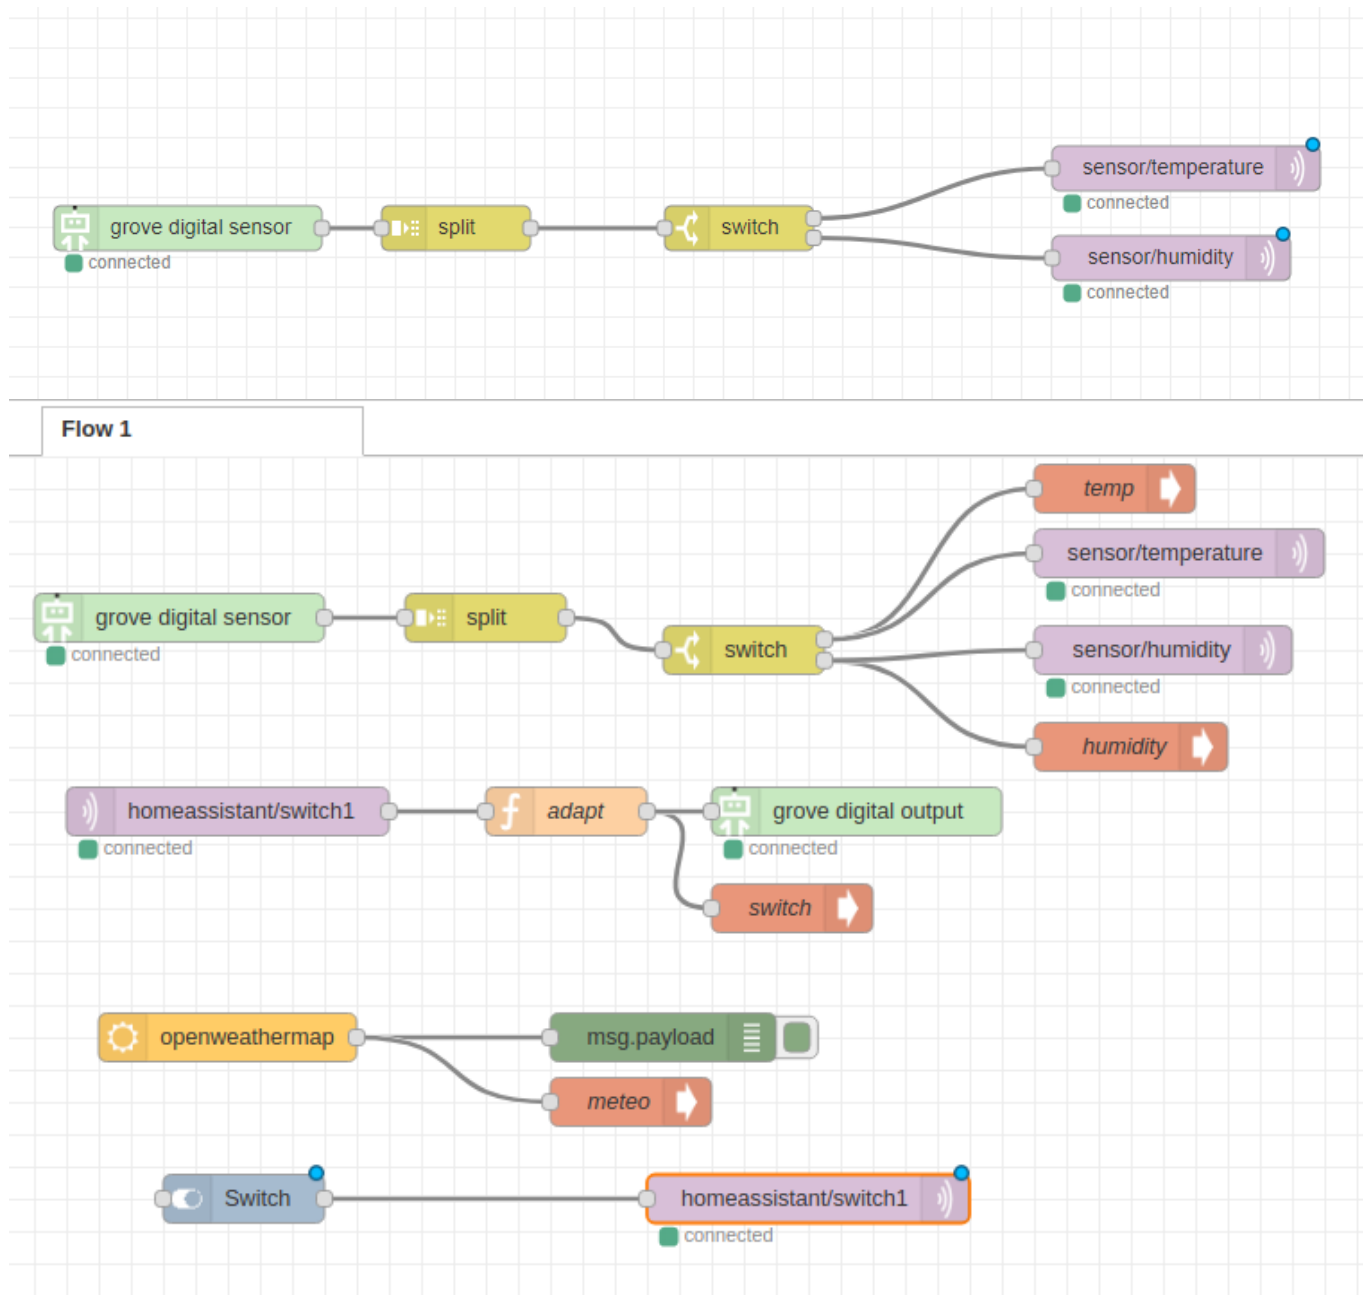 sensor/temperature
connected
grove digital sensor
split
switch
connected
sensor/humidity
connected
Flow 1
temp
sensor/temperature
connected
grove digital sensor
split
connected
switch
sensor/humidity
connected
humidity
homeassistant/switch1
adapt
grove digital output
connected
connected
switch
openweathermap
msg.payload
meteo
Switch
homeassistant/switch1
connected